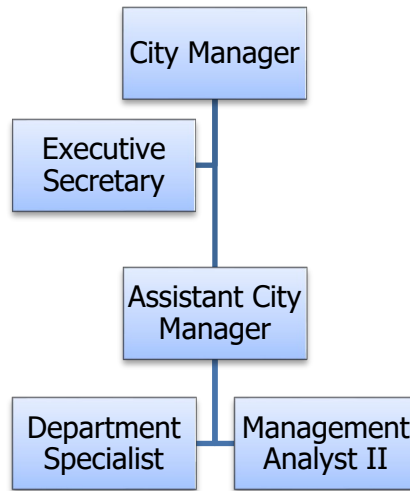 City Manager
Executive
Secretary
Assistant City
Manager
Department
Specialist
Management
Analyst II